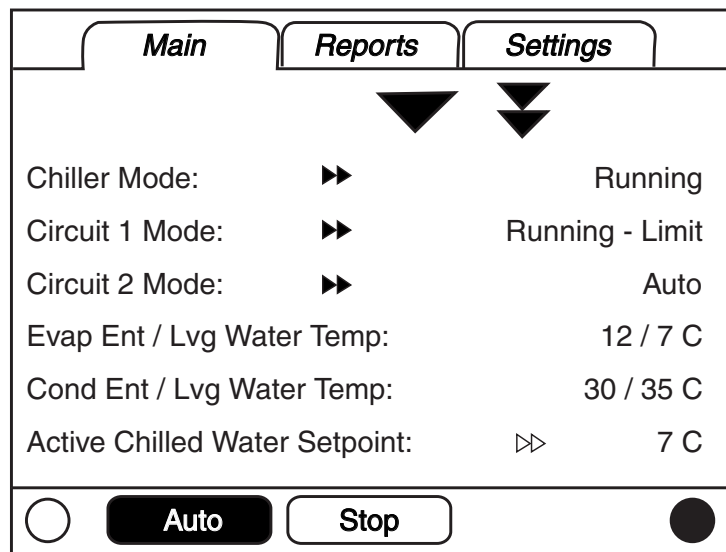 Main Reports Settings
Chiller Mode: Running
Circuit 1 Mode: Running - Limit
Circuit 2 Mode: Auto
Evap Ent / Lvg Water Temp: 12 / 7 C
Cond Ent / Lvg Water Temp: 30 / 35 C
Active Chilled Water Setpoint: 7 C
Auto Stop